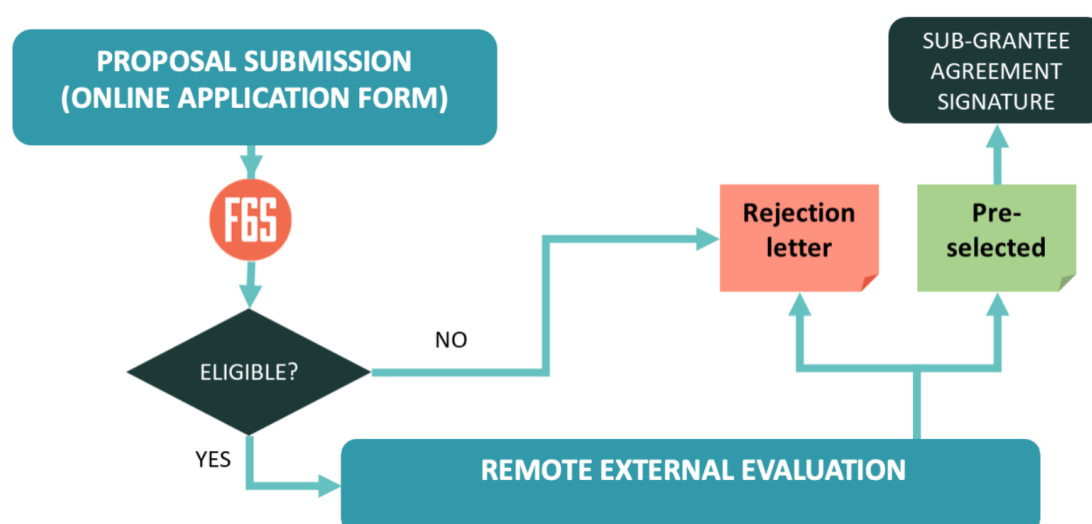 PROPOSAL SUBMISSION
(ONLINE APPLICATION FORM)
F6S
ELIGIBLE?
NO
YES
REMOTE EXTERNAL EVALUATION
Rejection
letter
Pre-
selected
SUB-GRANTEE
AGREEMENT
SIGNATURE